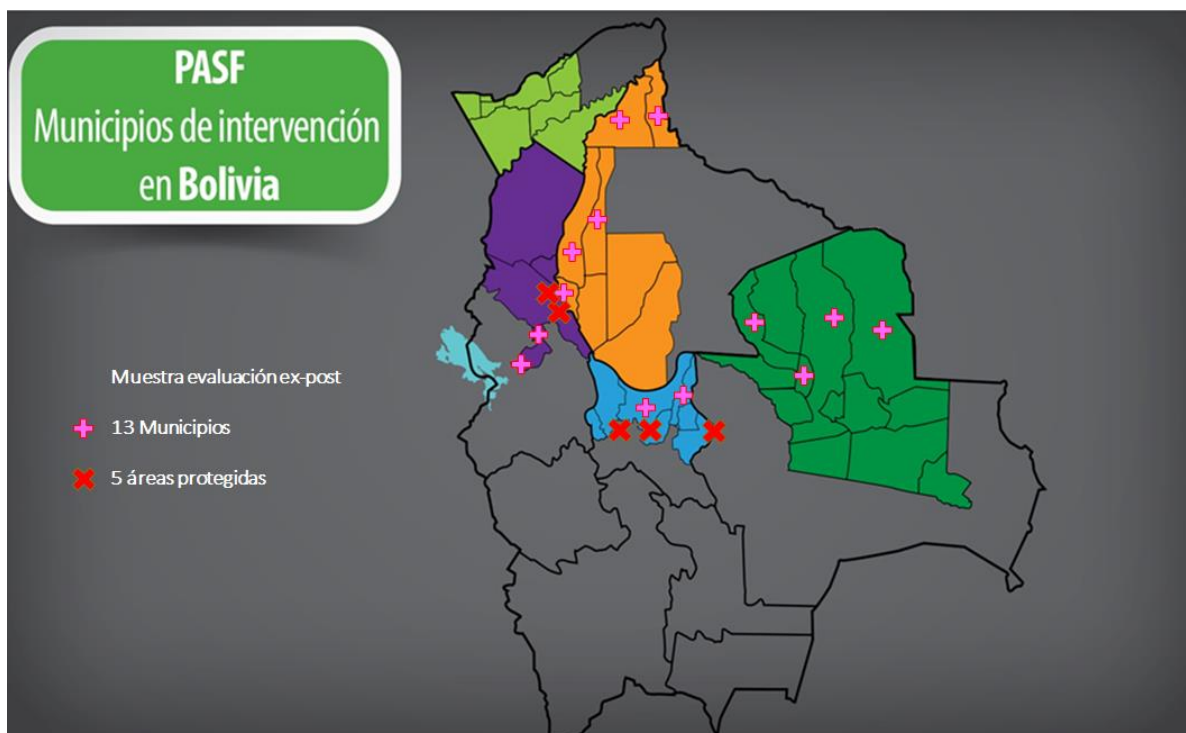 PASF
Municipios de intervención
en Bolivia
Muestra evaluación ex-post
13 Municipios
5 áreas protegidas